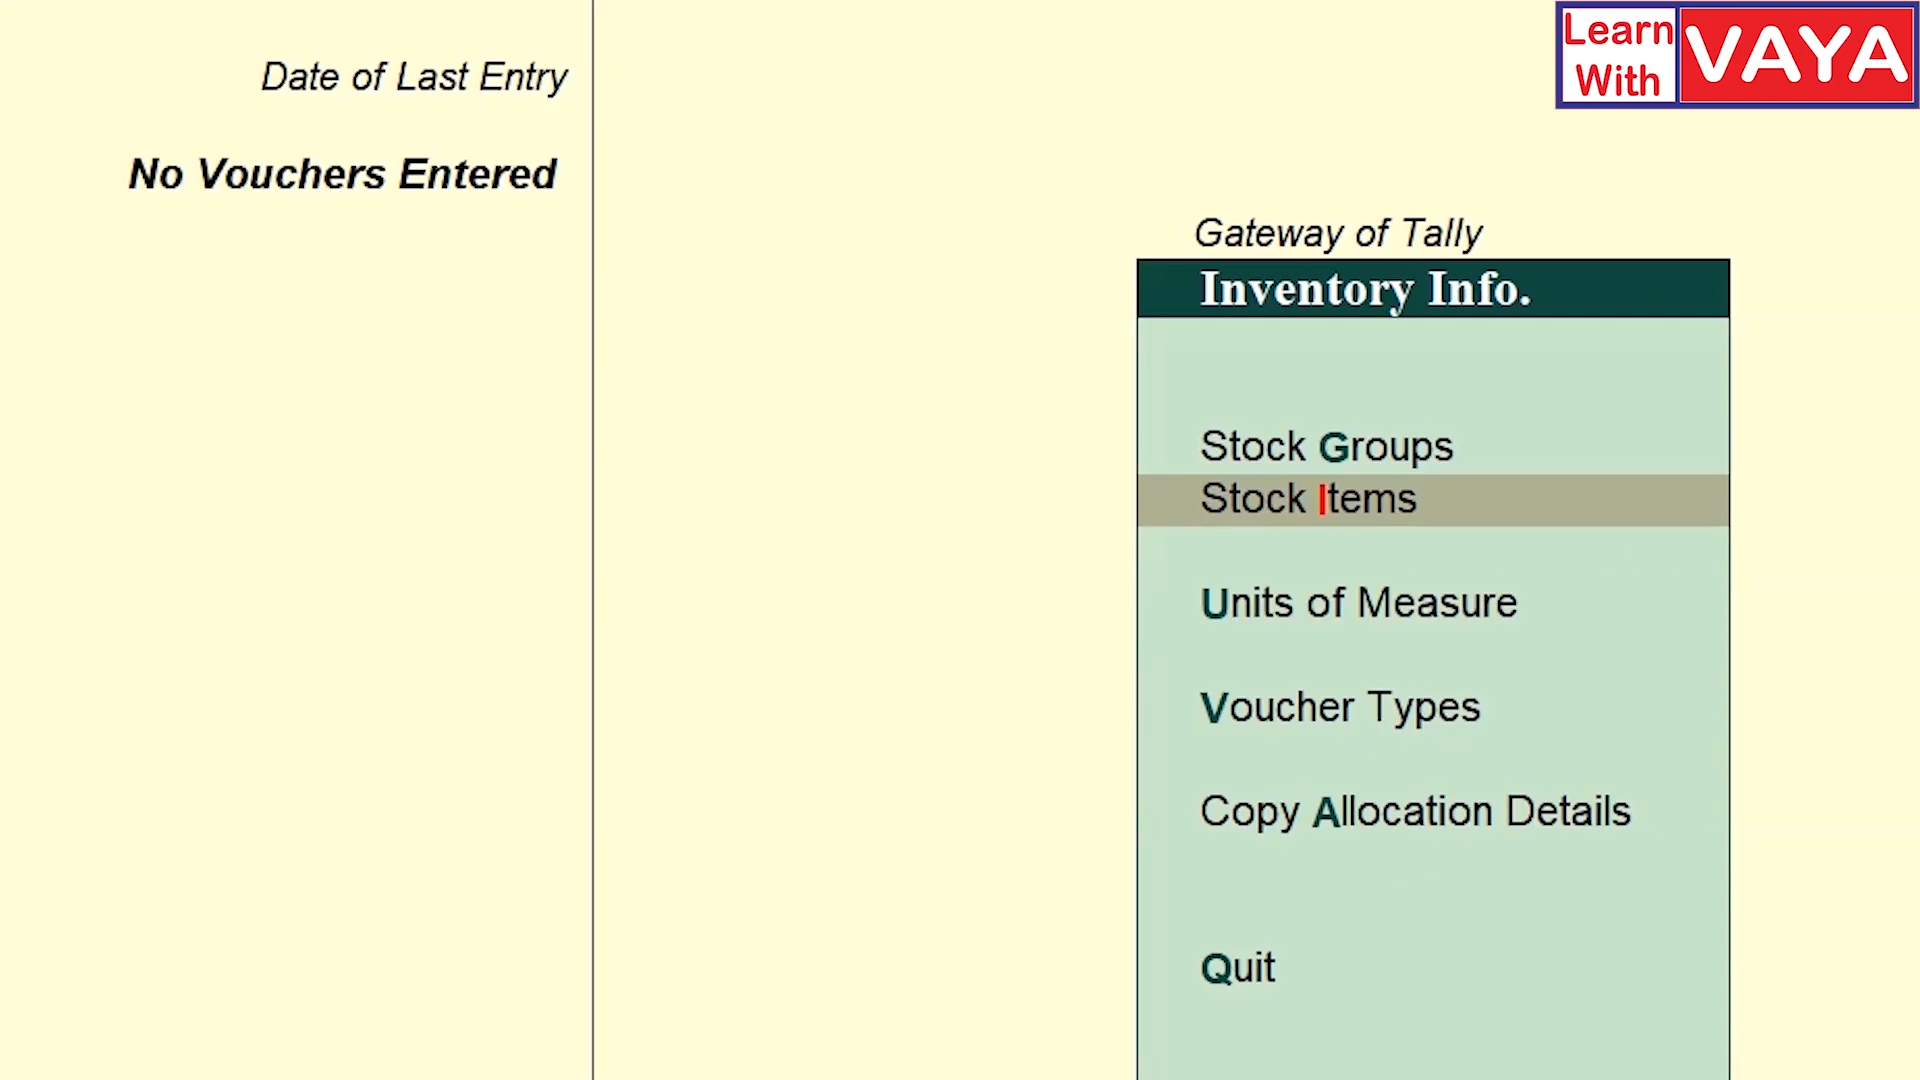 Learn
With
VAYA
Date of Last Entry
No Vouchers Entered
Gateway of Tally
Inventory Info.
Stock Groups
Stock Items
Units of Measure
Voucher Types
Copy Allocation Details
Quit